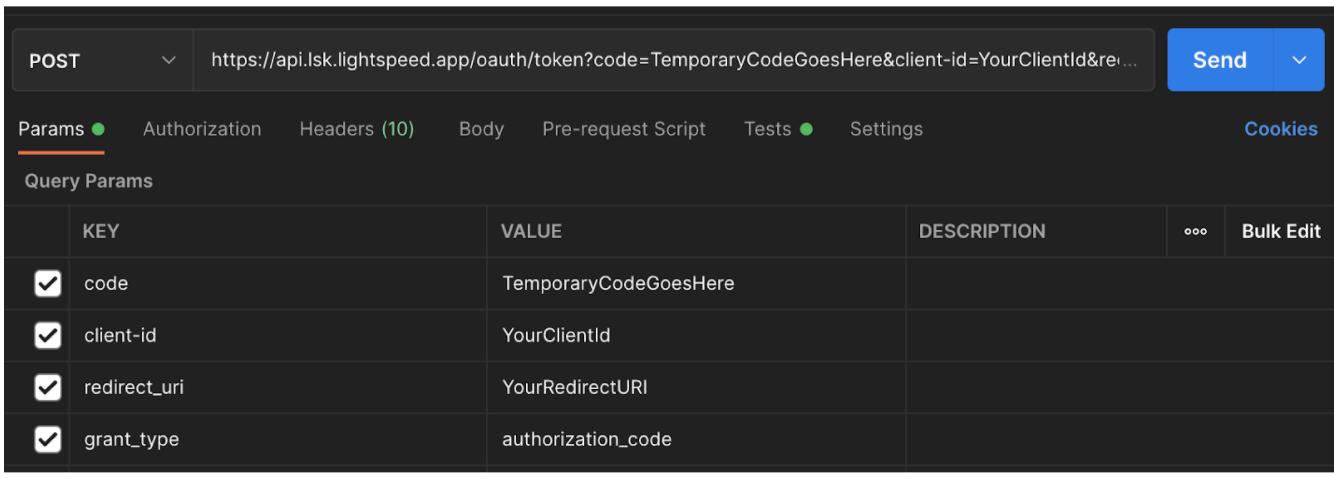 POST https://api.lsk.lightspeed.app/oauth/token?code=TemporaryCodeGoesHere&client-id=YourClientId&re... Send
Params Authorization Headers (10) Body Pre-request Script Tests Settings Cookies
Query Params
KEY VALUE DESCRIPTION ooo Bulk Edit
code TemporaryCodeGoesHere
client-id YourClientId
redirect_uri YourRedirectURI
grant_type authorization_code